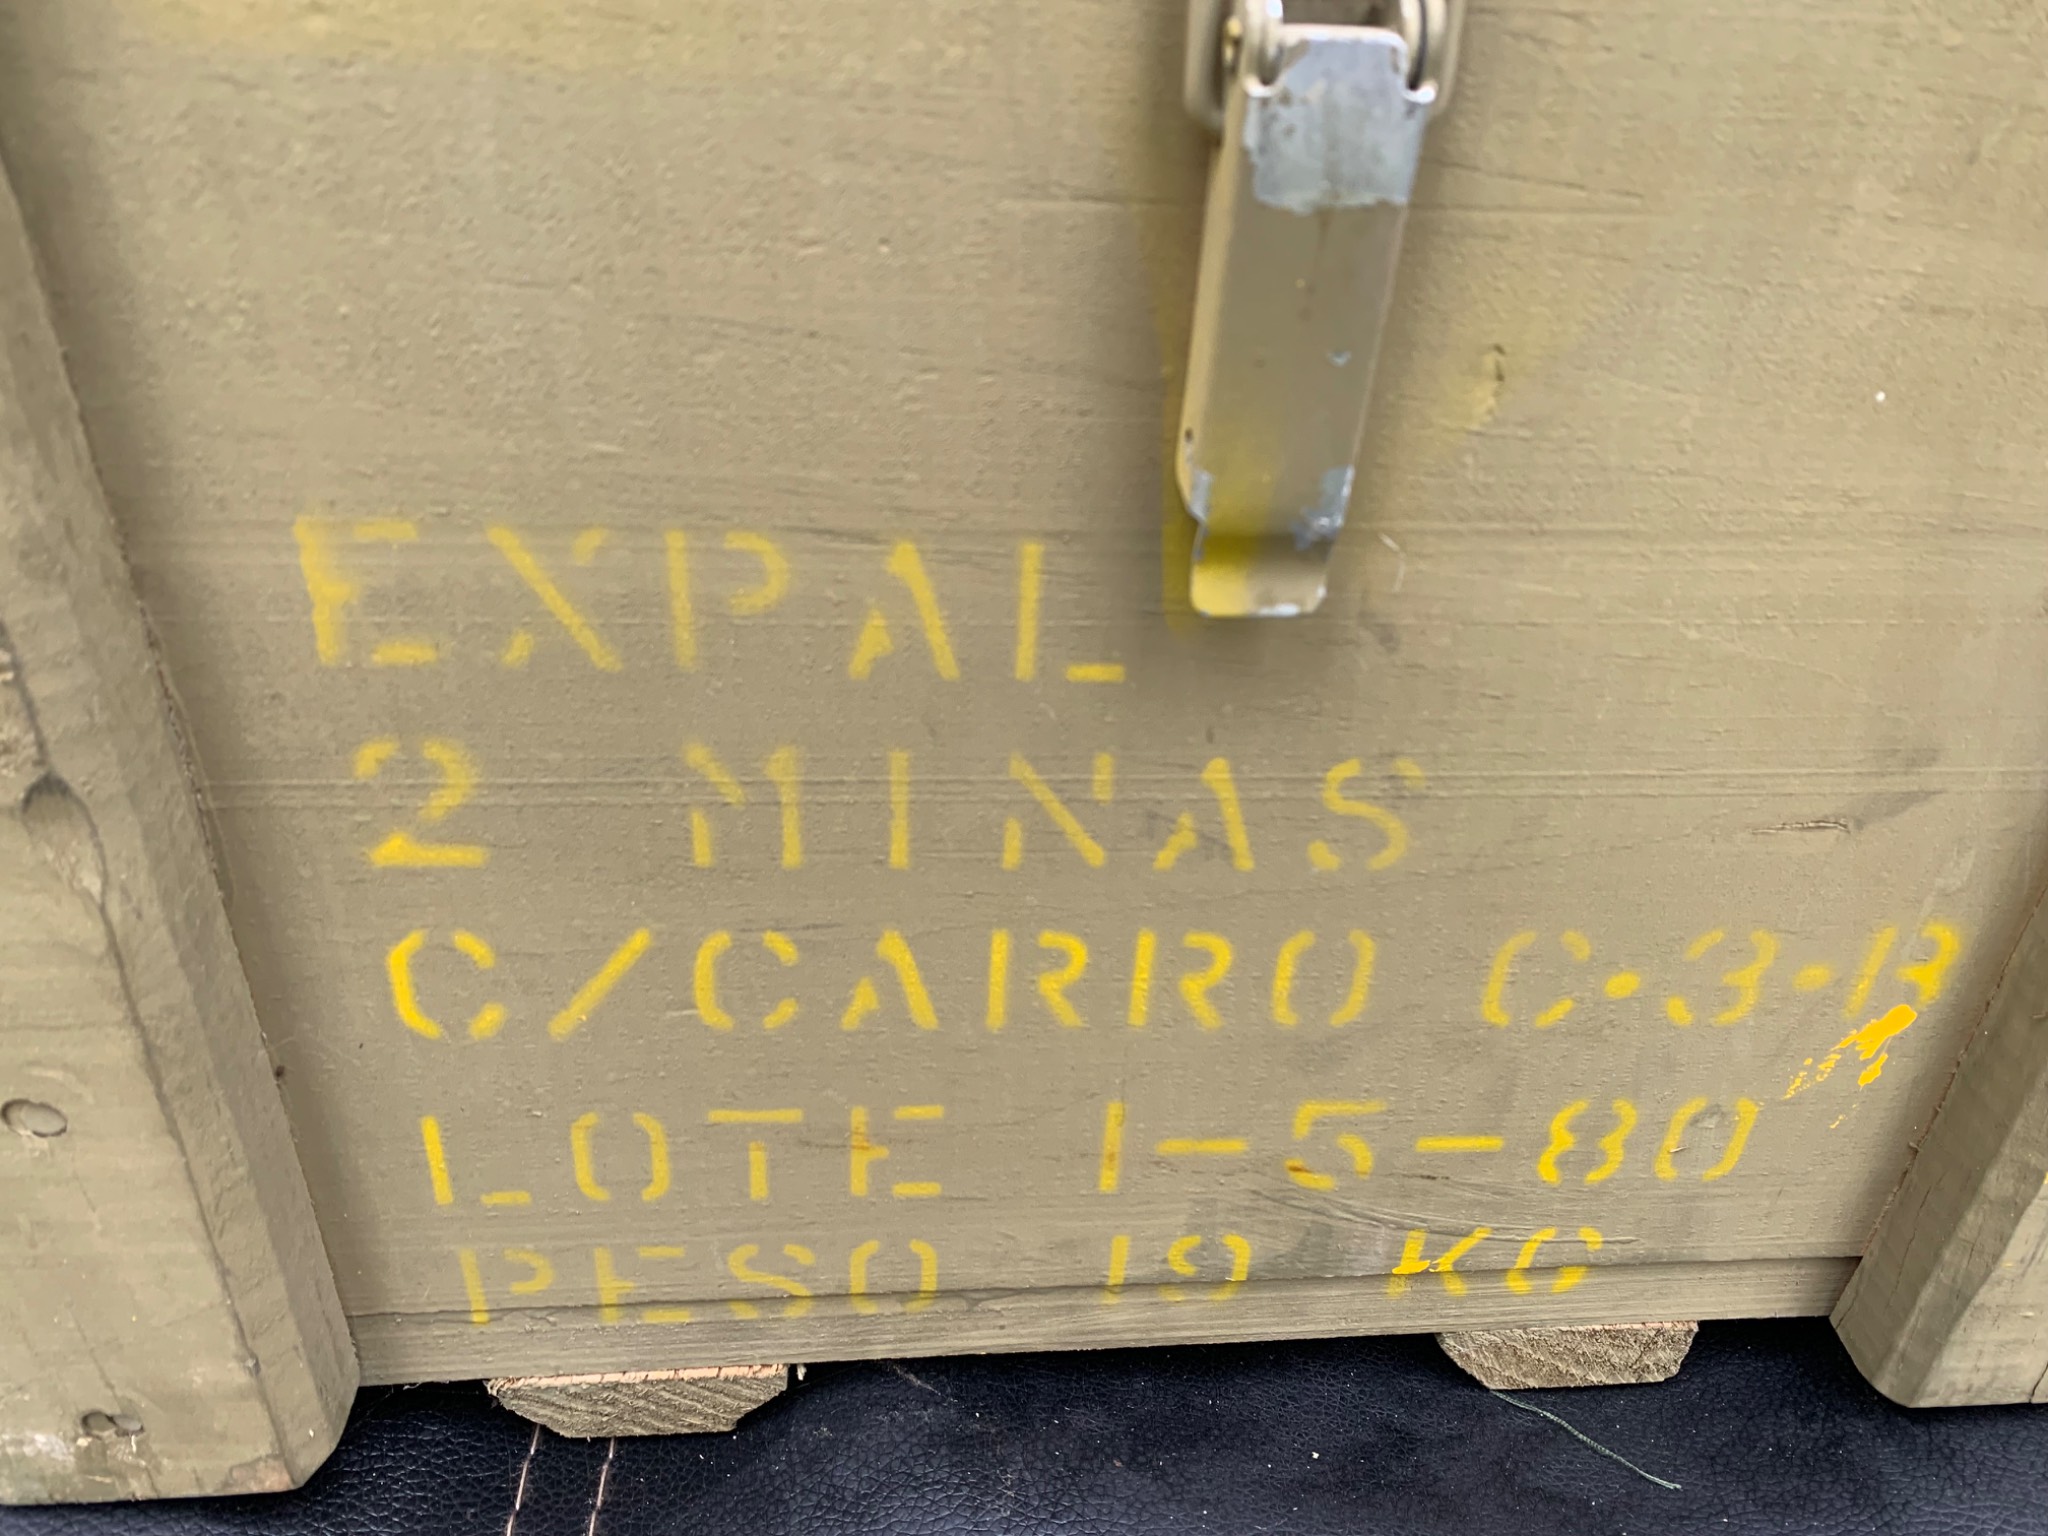 EXPAL
2 MINAS
C/CARRO C·3·B
LOTE 1-5-80
PESO 19 KG